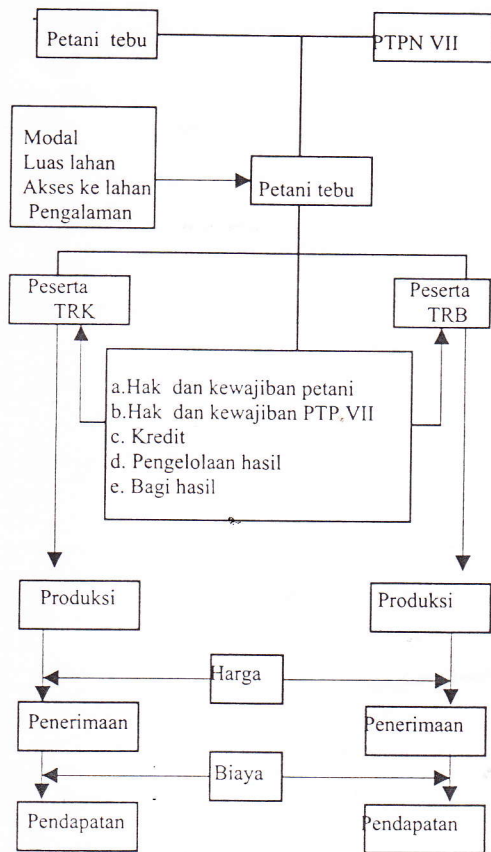 Petani tebu
PTPN VII
Modal
Luas lahan
Akses ke lahan
Pengalaman
Petani tebu
Peserta
TRK
Peserta
TRB
a.Hak dan kewajiban petani
b.Hak dan kewajiban PTP.VII
c. Kredit
d. Pengelolaan hasil
e. Bagi hasil
Produksi
Produksi
Harga
Penerimaan
Penerimaan
Biaya
Pendapatan
Pendapatan